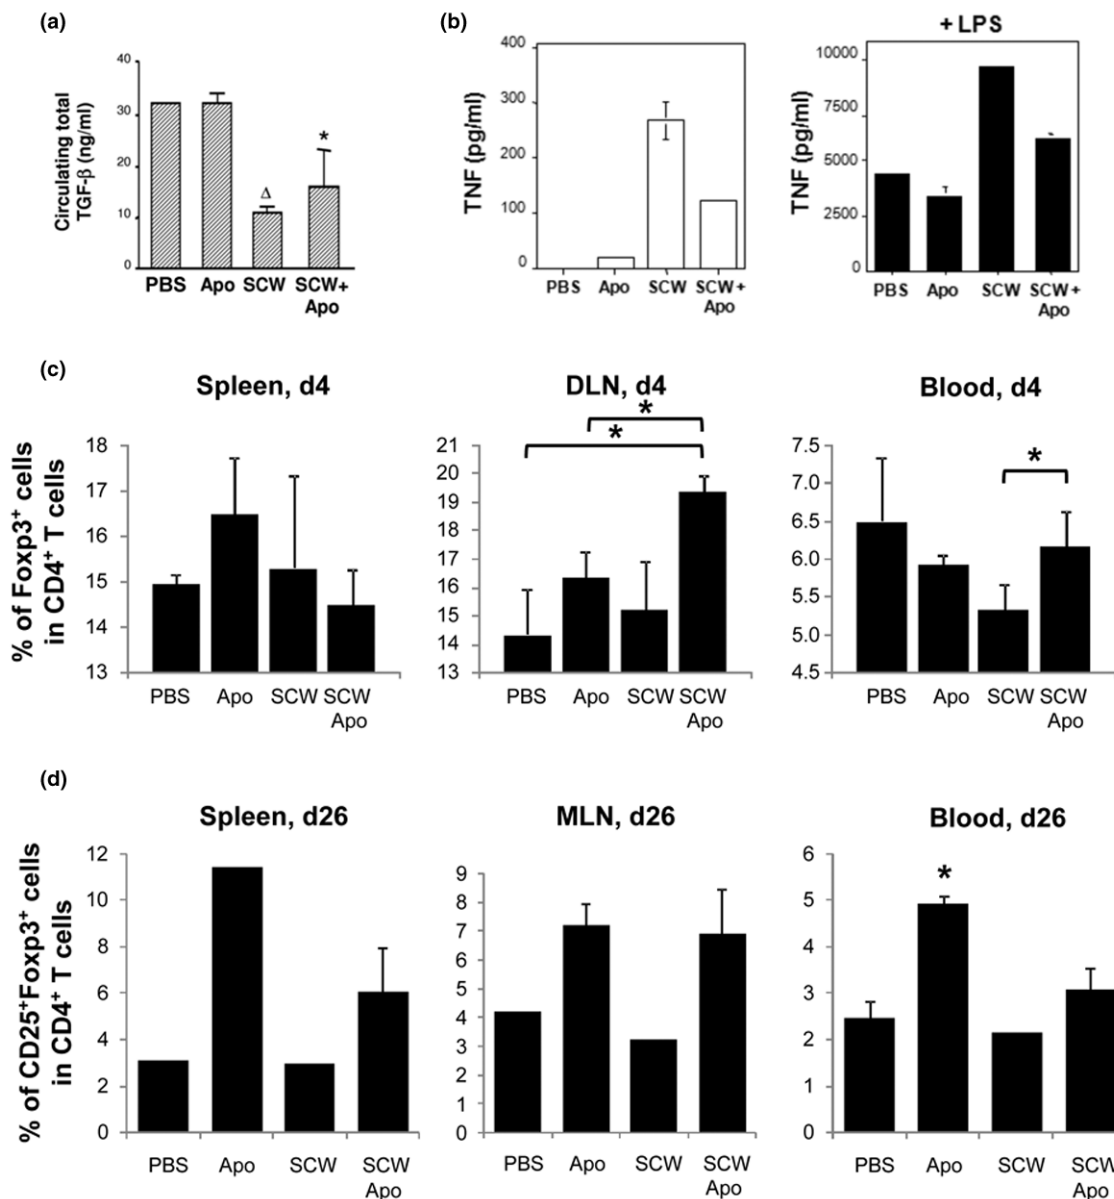 (a)
Circulating total
TGF-β (ng/ml)
40
30
20
10
0
Δ
*
PBS Apo SCW SCW+
Apo
(b)
TNF (pg/ml)
400
300
200
100
0
PBS Apo SCW SCW+
Apo
+ LPS
TNF (pg/ml)
10000
7500
5000
2500
0
PBS Apo SCW SCW+
Apo
(c)
% of Foxp3⁺ cells
in CD4⁺ T cells
Spleen, d4
18
17
16
15
14
13
PBS Apo SCW SCW
Apo
DLN, d4
*
*
21
20
19
18
17
16
15
14
13
PBS Apo SCW SCW
Apo
Blood, d4
*
7.5
7.0
6.5
6.0
5.5
5.0
4.5
PBS Apo SCW SCW
Apo
(d)
% of CD25⁺Foxp3⁺ cells
in CD4⁺ T cells
Spleen, d26
12
10
8
6
4
2
0
PBS Apo SCW SCW
Apo
MLN, d26
9
8
7
6
5
4
3
2
1
0
PBS Apo SCW SCW
Apo
Blood, d26
*
6
5
4
3
2
1
0
PBS Apo SCW SCW
Apo